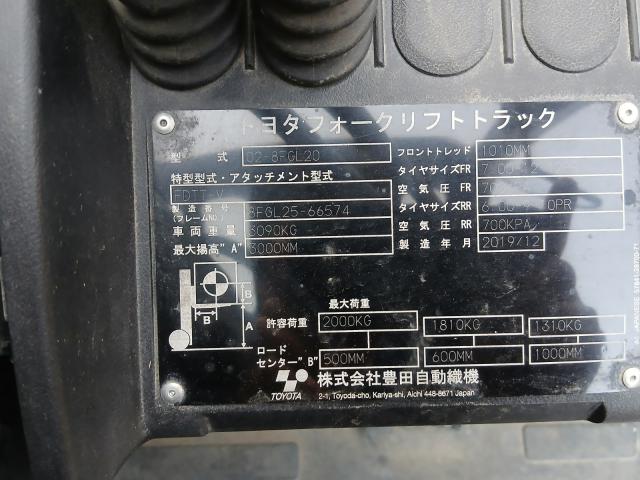 トヨタフォークリフトトラック
型 式 02-8FGL20 フロントトレッド 1010MM
特型型式・アタッチメント型式 タイヤサイズFR
空 気 圧 FR
製造番号 (フレームNO.) 8FGL25-66574 タイヤサイズRR
車両重量 3090KG 空 気 圧 RR 700KPA
最大揚高"A" 3000MM 製造年月 2019/12
B
B
A
最大荷重
許容荷重 2000KG 1810KG 1310KG
ロード
センター"B" 500MM 600MM 1000MM
TOYOTA 株式会社豊田自動織機
2-1, Toyoda-cho, Kariya-shi, Aichi 448-8671 Japan